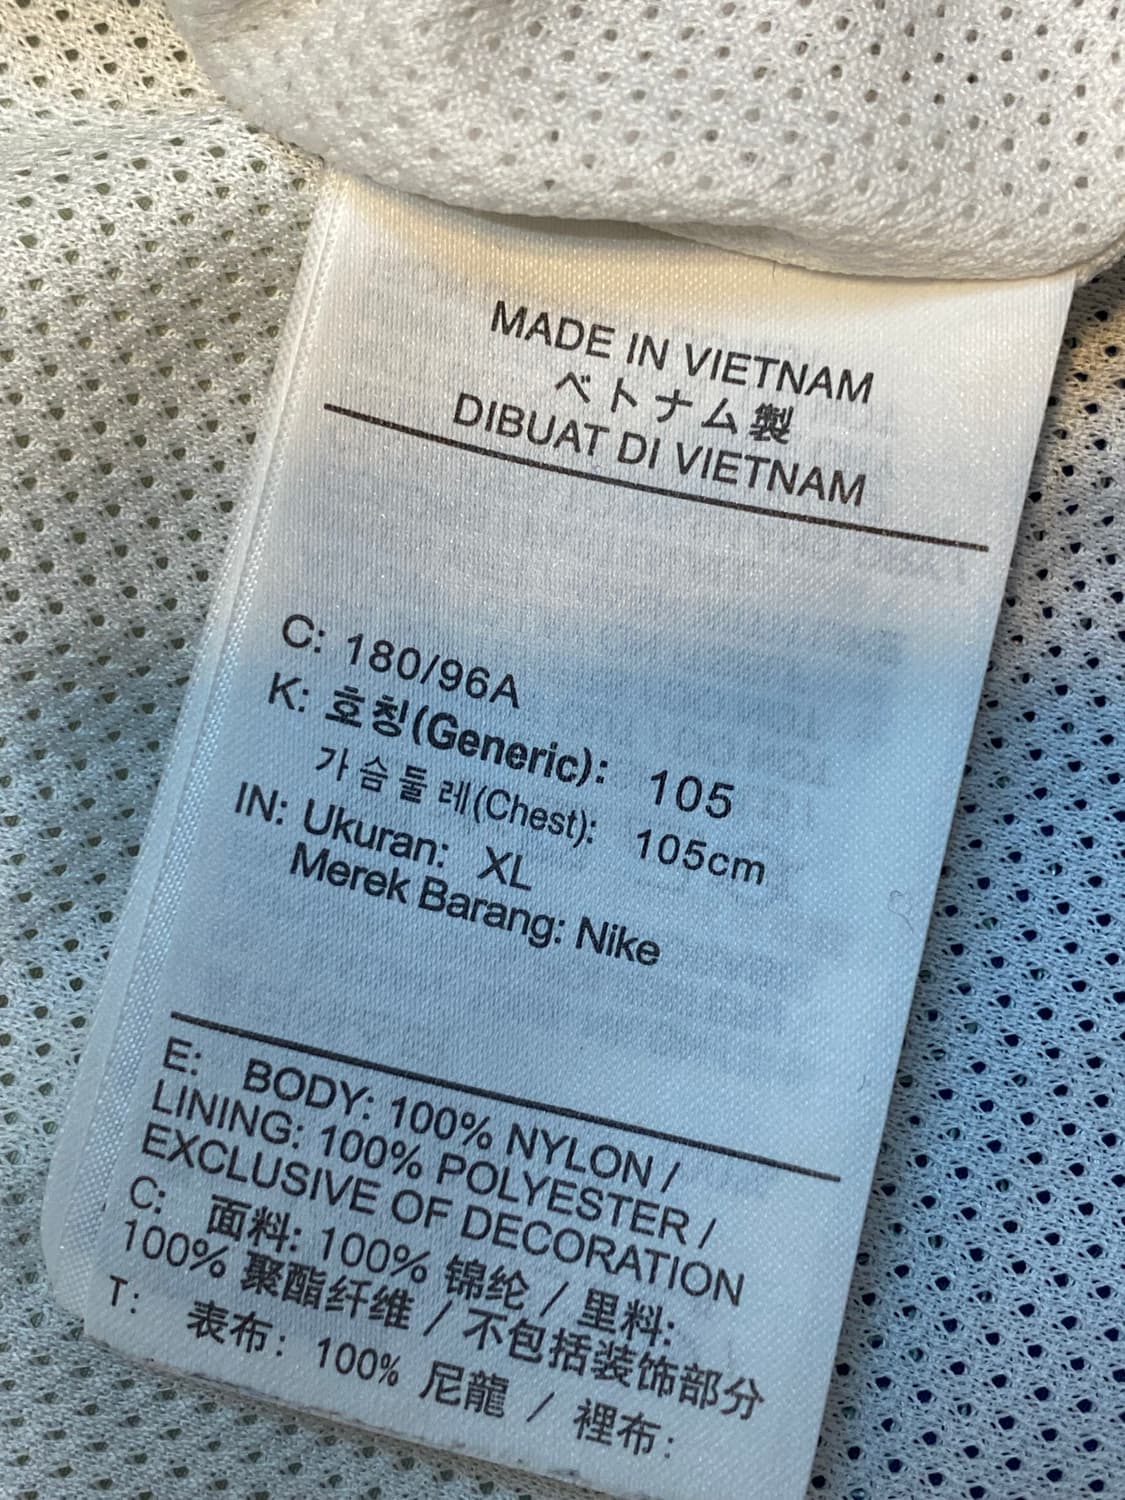 MADE IN VIETNAM
ベトナム製
DIBUAT DI VIETNAM
C: 180/96A
K: 호칭(Generic): 105
가슴둘레(Chest): 105cm
IN: Ukuran: XL
Merek Barang: Nike
E: BODY: 100% NYLON /
LINING: 100% POLYESTER /
EXCLUSIVE OF DECORATION
C: 面料: 100% 锦纶 / 里料:
100% 聚酯纤维 / 不包括装饰部分
T: 表布: 100% 尼龍 / 裡布: